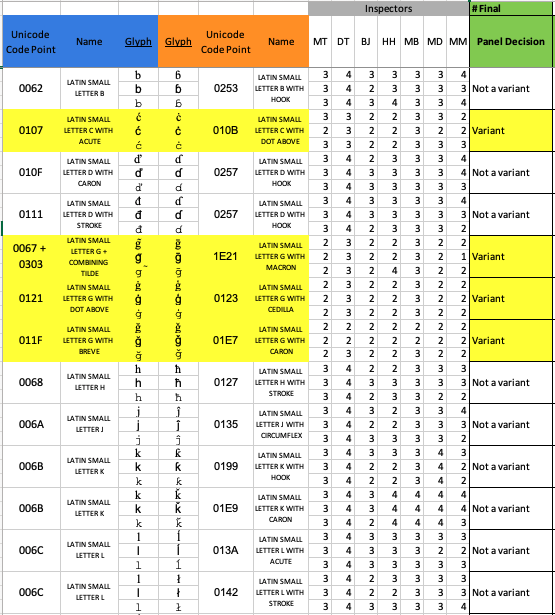 Inspectors # Final
Unicode Code Point Name Glyph Glyph Unicode Code Point Name MT DT BJ HH MB MD MM Panel Decision
0062 LATIN SMALL LETTER B b ɓ 0253 LATIN SMALL LETTER B WITH HOOK 3 4 3 3 3 3 4 Not a variant
b ɓ 3 4 2 3 3 3 3
b ɓ 3 4 3 4 3 3 4
0107 LATIN SMALL LETTER C WITH ACUTE ć ċ 010B LATIN SMALL LETTER C WITH DOT ABOVE 3 3 2 2 3 3 2 Variant
ć ċ 2 3 2 2 3 2 2
ć ċ 2 3 2 3 3 3 2
010F LATIN SMALL LETTER D WITH CARON ď ɗ 0257 LATIN SMALL LETTER D WITH HOOK 3 4 2 3 3 3 4 Not a variant
ď ɗ 3 4 2 3 3 3 4
ď ɗ 3 4 3 3 3 3 3
0111 LATIN SMALL LETTER D WITH STROKE đ ɗ 0257 LATIN SMALL LETTER D WITH HOOK 3 4 3 3 3 3 4 Not a variant
đ ɗ 3 4 2 2 3 3 3
đ ɗ 3 4 2 3 3 3 2
0067 + 0303 LATIN SMALL LETTER G + COMBINING TILDE g̃ ḡ 1E21 LATIN SMALL LETTER G WITH MACRON 2 3 2 2 2 2 2 Variant
g̃ ḡ 2 3 2 2 2 2 1
g̃ ḡ 2 3 2 4 3 2 2
0121 LATIN SMALL LETTER G WITH DOT ABOVE ġ ģ 0123 LATIN SMALL LETTER G WITH CEDILLA 2 3 2 2 3 2 2 Variant
ġ ģ 2 3 2 2 3 2 2
ġ ģ 2 3 2 2 2 2 2
011F LATIN SMALL LETTER G WITH BREVE ğ ǧ 01E7 LATIN SMALL LETTER G WITH CARON 2 2 2 2 2 2 2 Variant
ğ ǧ 2 2 2 2 2 2 2
ğ ǧ 2 3 2 2 2 2 2
0068 LATIN SMALL LETTER H h ħ 0127 LATIN SMALL LETTER H WITH STROKE 3 4 2 2 3 3 3 Not a variant
h ħ 3 4 3 3 3 3 3
h ħ 3 4 3 3 3 2 2
006A LATIN SMALL LETTER J j ĵ 0135 LATIN SMALL LETTER J WITH CIRCUMFLEX 3 4 3 3 3 2 4 Not a variant
j ĵ 3 4 2 2 3 3 3
j ĵ 3 4 3 3 3 3 2
006B LATIN SMALL LETTER K k ƙ 0199 LATIN SMALL LETTER K WITH HOOK 3 4 2 3 3 4 3 Not a variant
k ƙ 3 4 2 2 3 3 2
k ƙ 3 4 2 2 3 4 2
006B LATIN SMALL LETTER K k ǩ 01E9 LATIN SMALL LETTER K WITH CARON 3 4 3 4 4 4 4 Not a variant
k ǩ 3 4 3 3 4 4 4
k ǩ 3 4 2 4 4 4 3
006C LATIN SMALL LETTER L l ĺ 013A LATIN SMALL LETTER L WITH ACUTE 3 4 3 3 3 3 3 Not a variant
l ĺ 3 4 3 3 3 2 2
l ĺ 3 4 3 3 3 3 2
006C LATIN SMALL LETTER L l ł 0142 LATIN SMALL LETTER L WITH STROKE 3 4 2 3 3 3 3 Not a variant
l ł 3 4 2 2 3 3 3
l ł 3 4 3 3 3 3 4